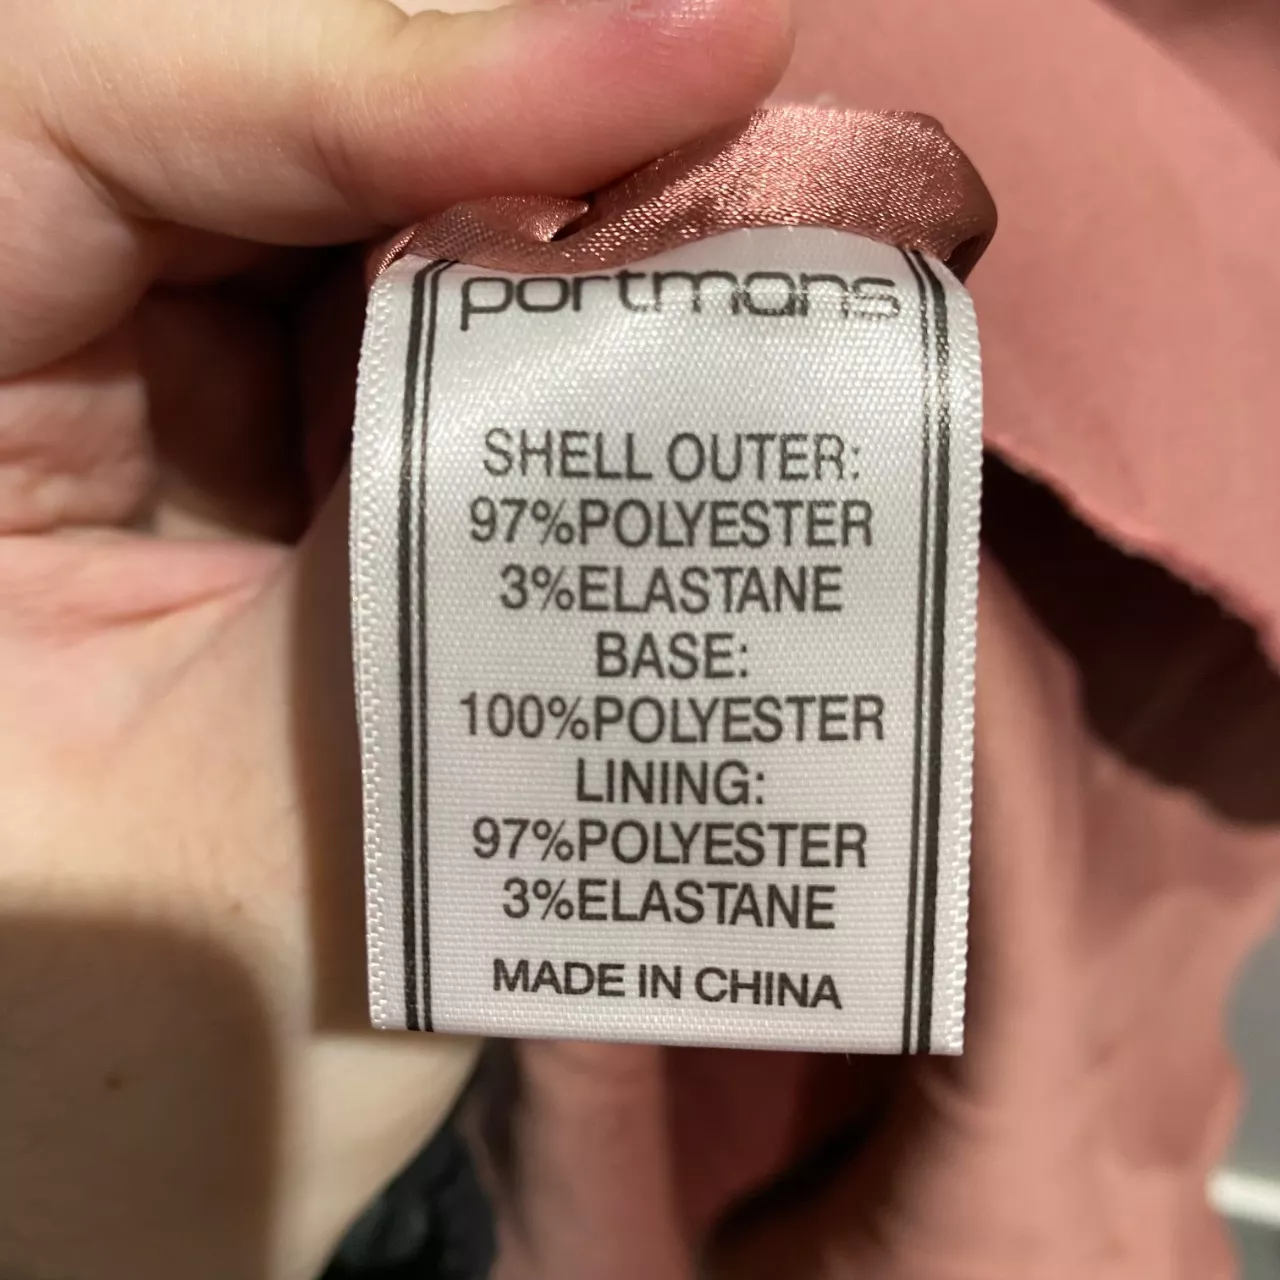 portmans
SHELL OUTER:
97%POLYESTER
3%ELASTANE
BASE:
100%POLYESTER
LINING:
97%POLYESTER
3%ELASTANE
MADE IN CHINA